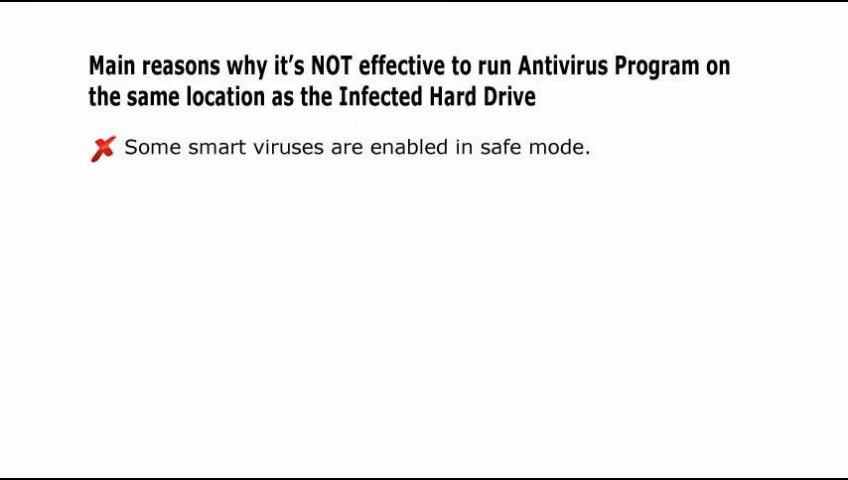 Main reasons why it's NOT effective to run Antivirus Program on
the same location as the Infected Hard Drive
Some smart viruses are enabled in safe mode.